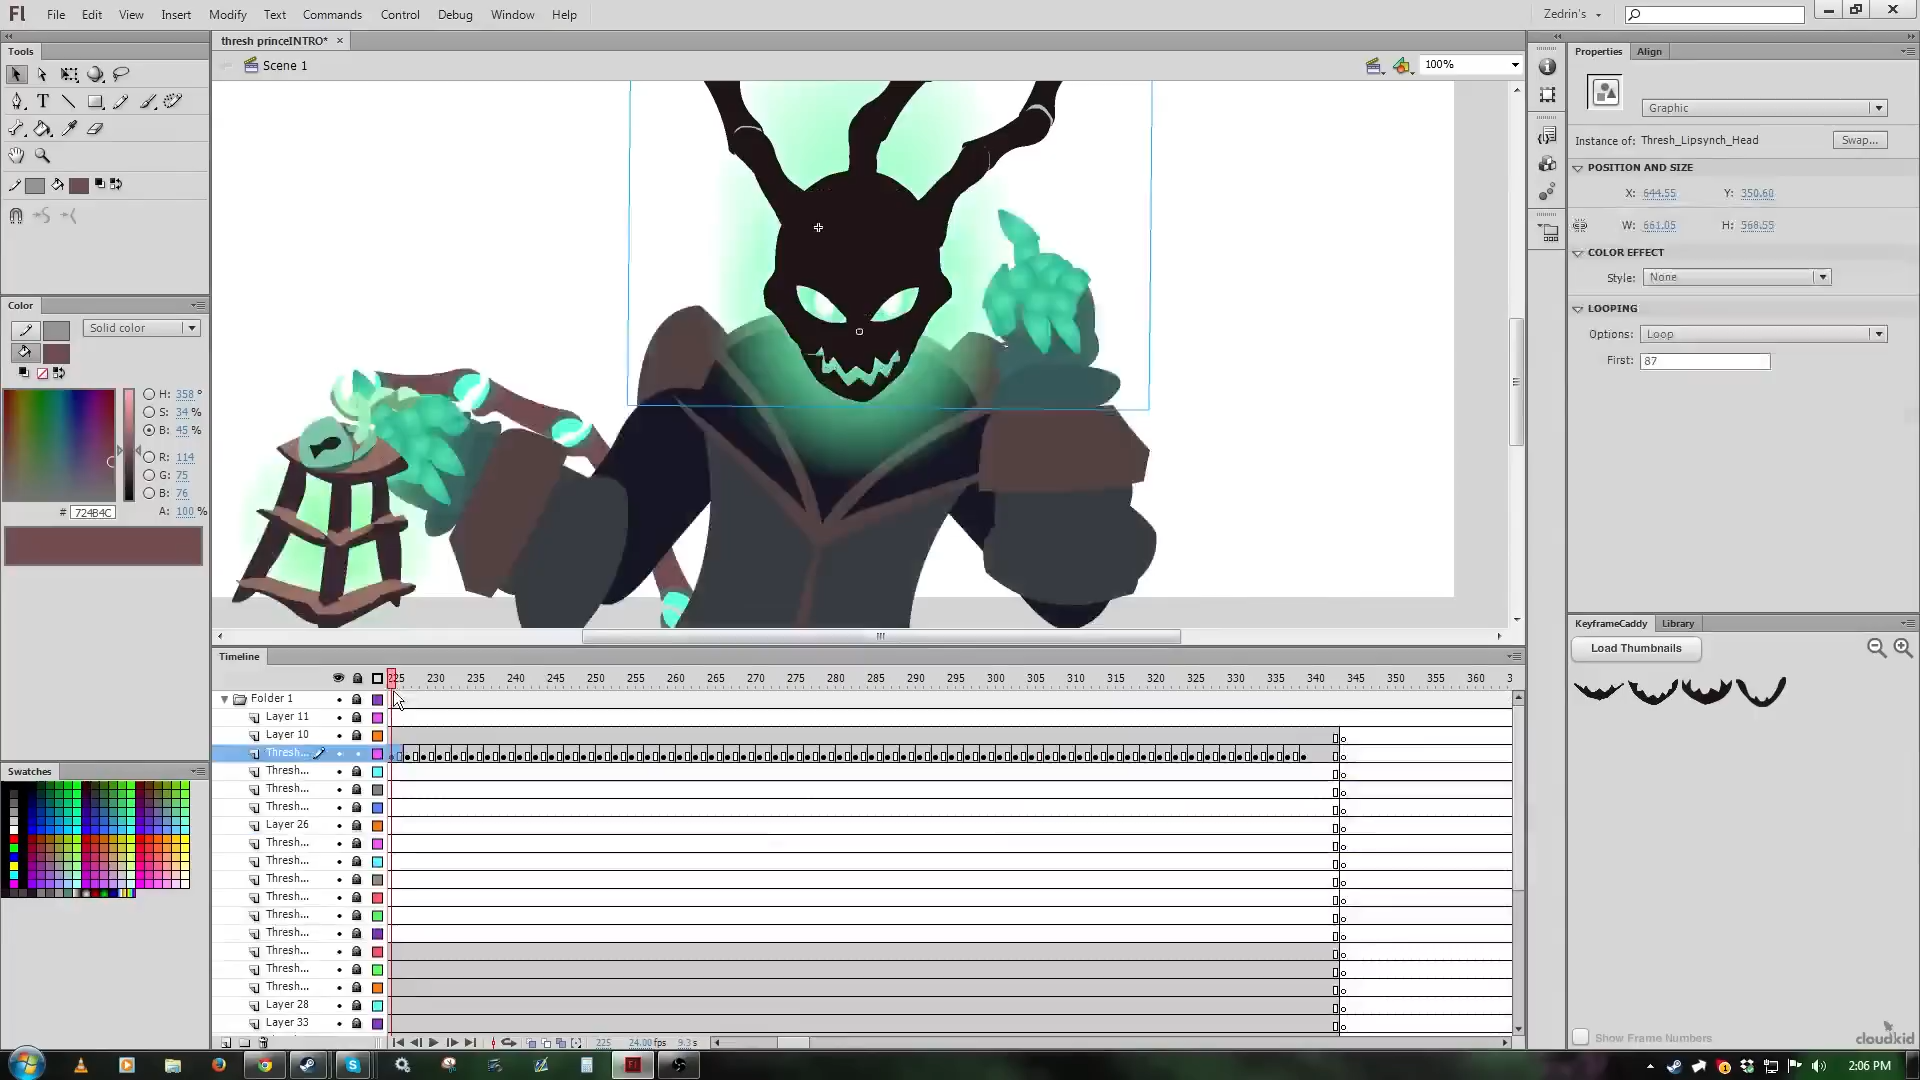 Fl File Edit View Insert Modify Text Commands Control Debug Window Help Zedrin's
Tools
thresh princeINTRO*
Scene 1
100%
Properties Align
Graphic
Instance of: Thresh_Lipsynch_Head Swap...
POSITION AND SIZE
X: 644.55 Y: 350.60
W: 661.05 H: 568.55
COLOR EFFECT
Style: None
LOOPING
Options: Loop
First: 87
Color
Solid color
H: 358 °
S: 34 %
B: 45 %
R: 114
G: 75
B: 76
# 724B4C A: 100 %
Swatches
Timeline
225 230 235 240 245 250 255 260 265 270 275 280 285 290 295 300 305 310 315 320 325 330 335 340 345 350 355 360 3
Folder 1
Layer 11
Layer 10
Thresh...
Thresh...
Thresh...
Thresh...
Layer 26
Thresh...
Thresh...
Thresh...
Thresh...
Thresh...
Thresh...
Thresh...
Thresh...
Thresh...
Layer 28
Layer 33
225 24.00 fps 9.3 s
KeyframeCaddy Library
Load Thumbnails
Show Frame Numbers
cloudkid
2:06 PM